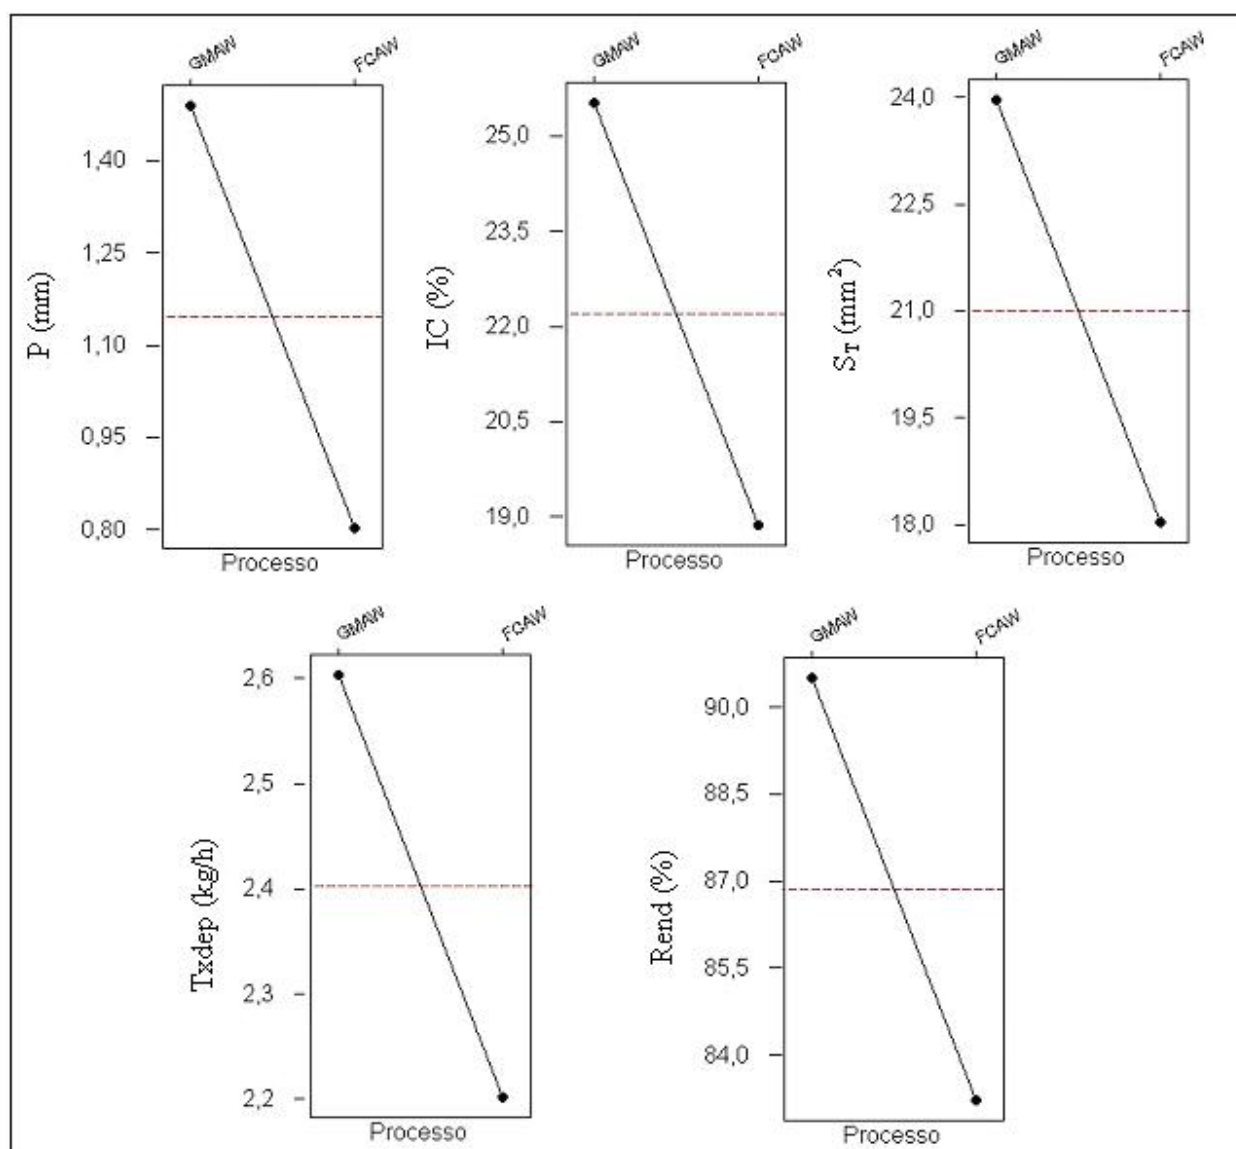 GMAW FCAW
P (mm)
1,40
1,25
1,10
0,95
0,80
Processo
GMAW FCAW
IC (%)
25,0
23,5
22,0
20,5
19,0
Processo
GMAW FCAW
S_T (mm²)
24,0
22,5
21,0
19,5
18,0
Processo
GMAW FCAW
Txdep (kg/h)
2,6
2,5
2,4
2,3
2,2
Processo
GMAW FCAW
Rend (%)
90,0
88,5
87,0
85,5
84,0
Processo